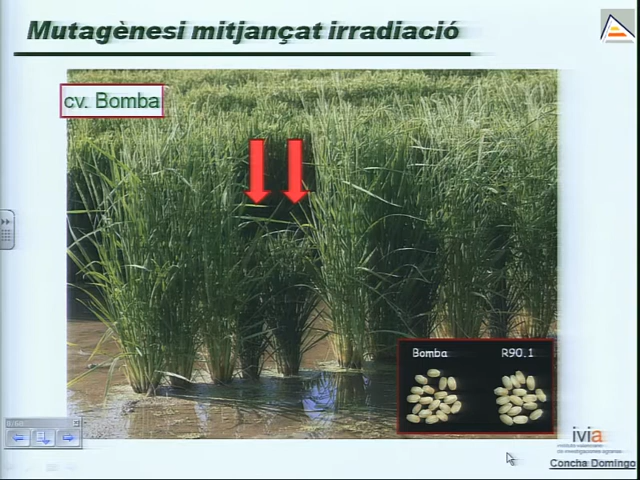 Mutagènesi mitjançat irradiació
cv. Bomba
Bomba R90.1
ivia
Concha Domingo